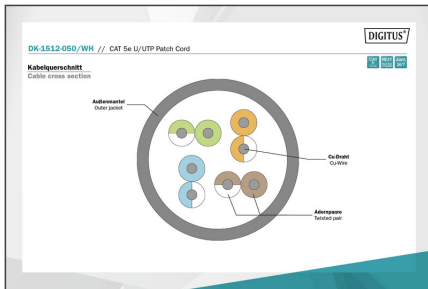 DIGITUS®
DK-1512-050/WH // CAT 5e U/UTP Patch Cord
Kabelquerschnitt
Cable cross section
Außenmantel
Outer jacket
Cu-Draht
Cu-Wire
Adernpaare
Twisted pair